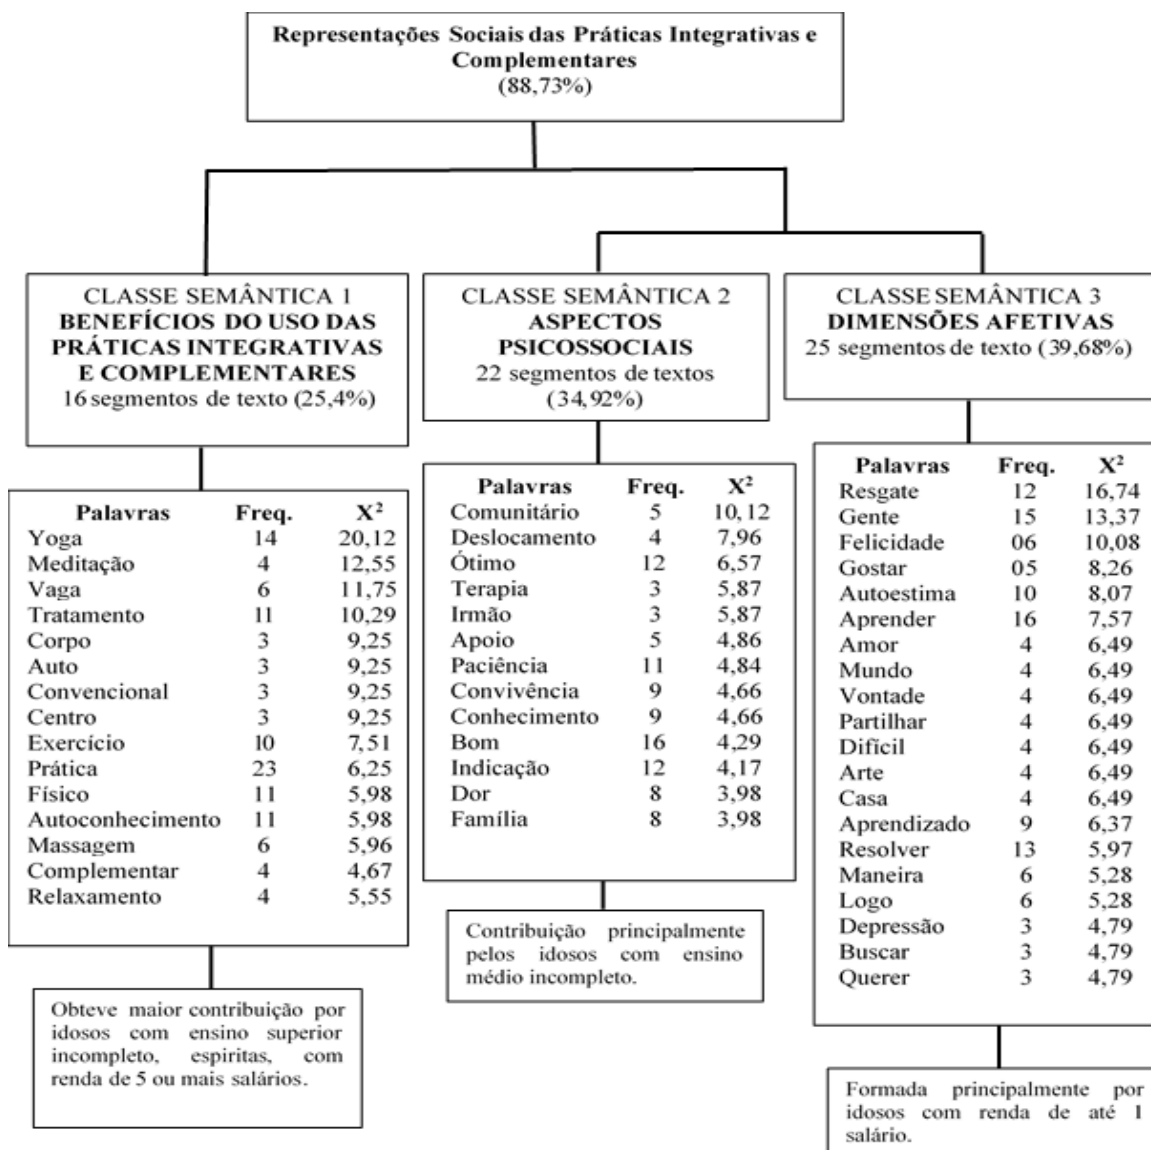 Representações Sociais das Práticas Integrativas e
Complementares
(88,73%)
CLASSE SEMÂNTICA 1
BENEFÍCIOS DO USO DAS
PRÁTICAS INTEGRATIVAS
E COMPLEMENTARES
16 segmentos de texto (25,4%)
Palavras Freq. X²
Yoga 14 20,12
Meditação 4 12,55
Vaga 6 11,75
Tratamento 11 10,29
Corpo 3 9,25
Auto 3 9,25
Convencional 3 9,25
Centro 3 9,25
Exercício 10 7,51
Prática 23 6,25
Físico 11 5,98
Autoconhecimento 11 5,98
Massagem 6 5,96
Complementar 4 4,67
Relaxamento 4 5,55
Obteve maior contribuição por
idosos com ensino superior
incompleto, espiritas, com
renda de 5 ou mais salários.
CLASSE SEMÂNTICA 2
ASPECTOS
PSICOSSOCIAIS
22 segmentos de textos
(34,92%)
Palavras Freq. X²
Comunitário 5 10,12
Deslocamento 4 7,96
Ótimo 12 6,57
Terapia 3 5,87
Irmão 3 5,87
Apoio 5 4,86
Paciência 11 4,84
Convivência 9 4,66
Conhecimento 9 4,66
Bom 16 4,29
Indicação 12 4,17
Dor 8 3,98
Família 8 3,98
Contribuição principalmente
pelos idosos com ensino
médio incompleto.
CLASSE SEMÂNTICA 3
DIMENSÕES AFETIVAS
25 segmentos de texto (39,68%)
Palavras Freq. X²
Resgate 12 16,74
Gente 15 13,37
Felicidade 06 10,08
Gostar 05 8,26
Autoestima 10 8,07
Aprender 16 7,57
Amor 4 6,49
Mundo 4 6,49
Vontade 4 6,49
Partilhar 4 6,49
Difícil 4 6,49
Arte 4 6,49
Casa 4 6,49
Aprendizado 9 6,37
Resolver 13 5,97
Maneira 6 5,28
Logo 6 5,28
Depressão 3 4,79
Buscar 3 4,79
Querer 3 4,79
Formada principalmente por
idosos com renda de até 1
salário.